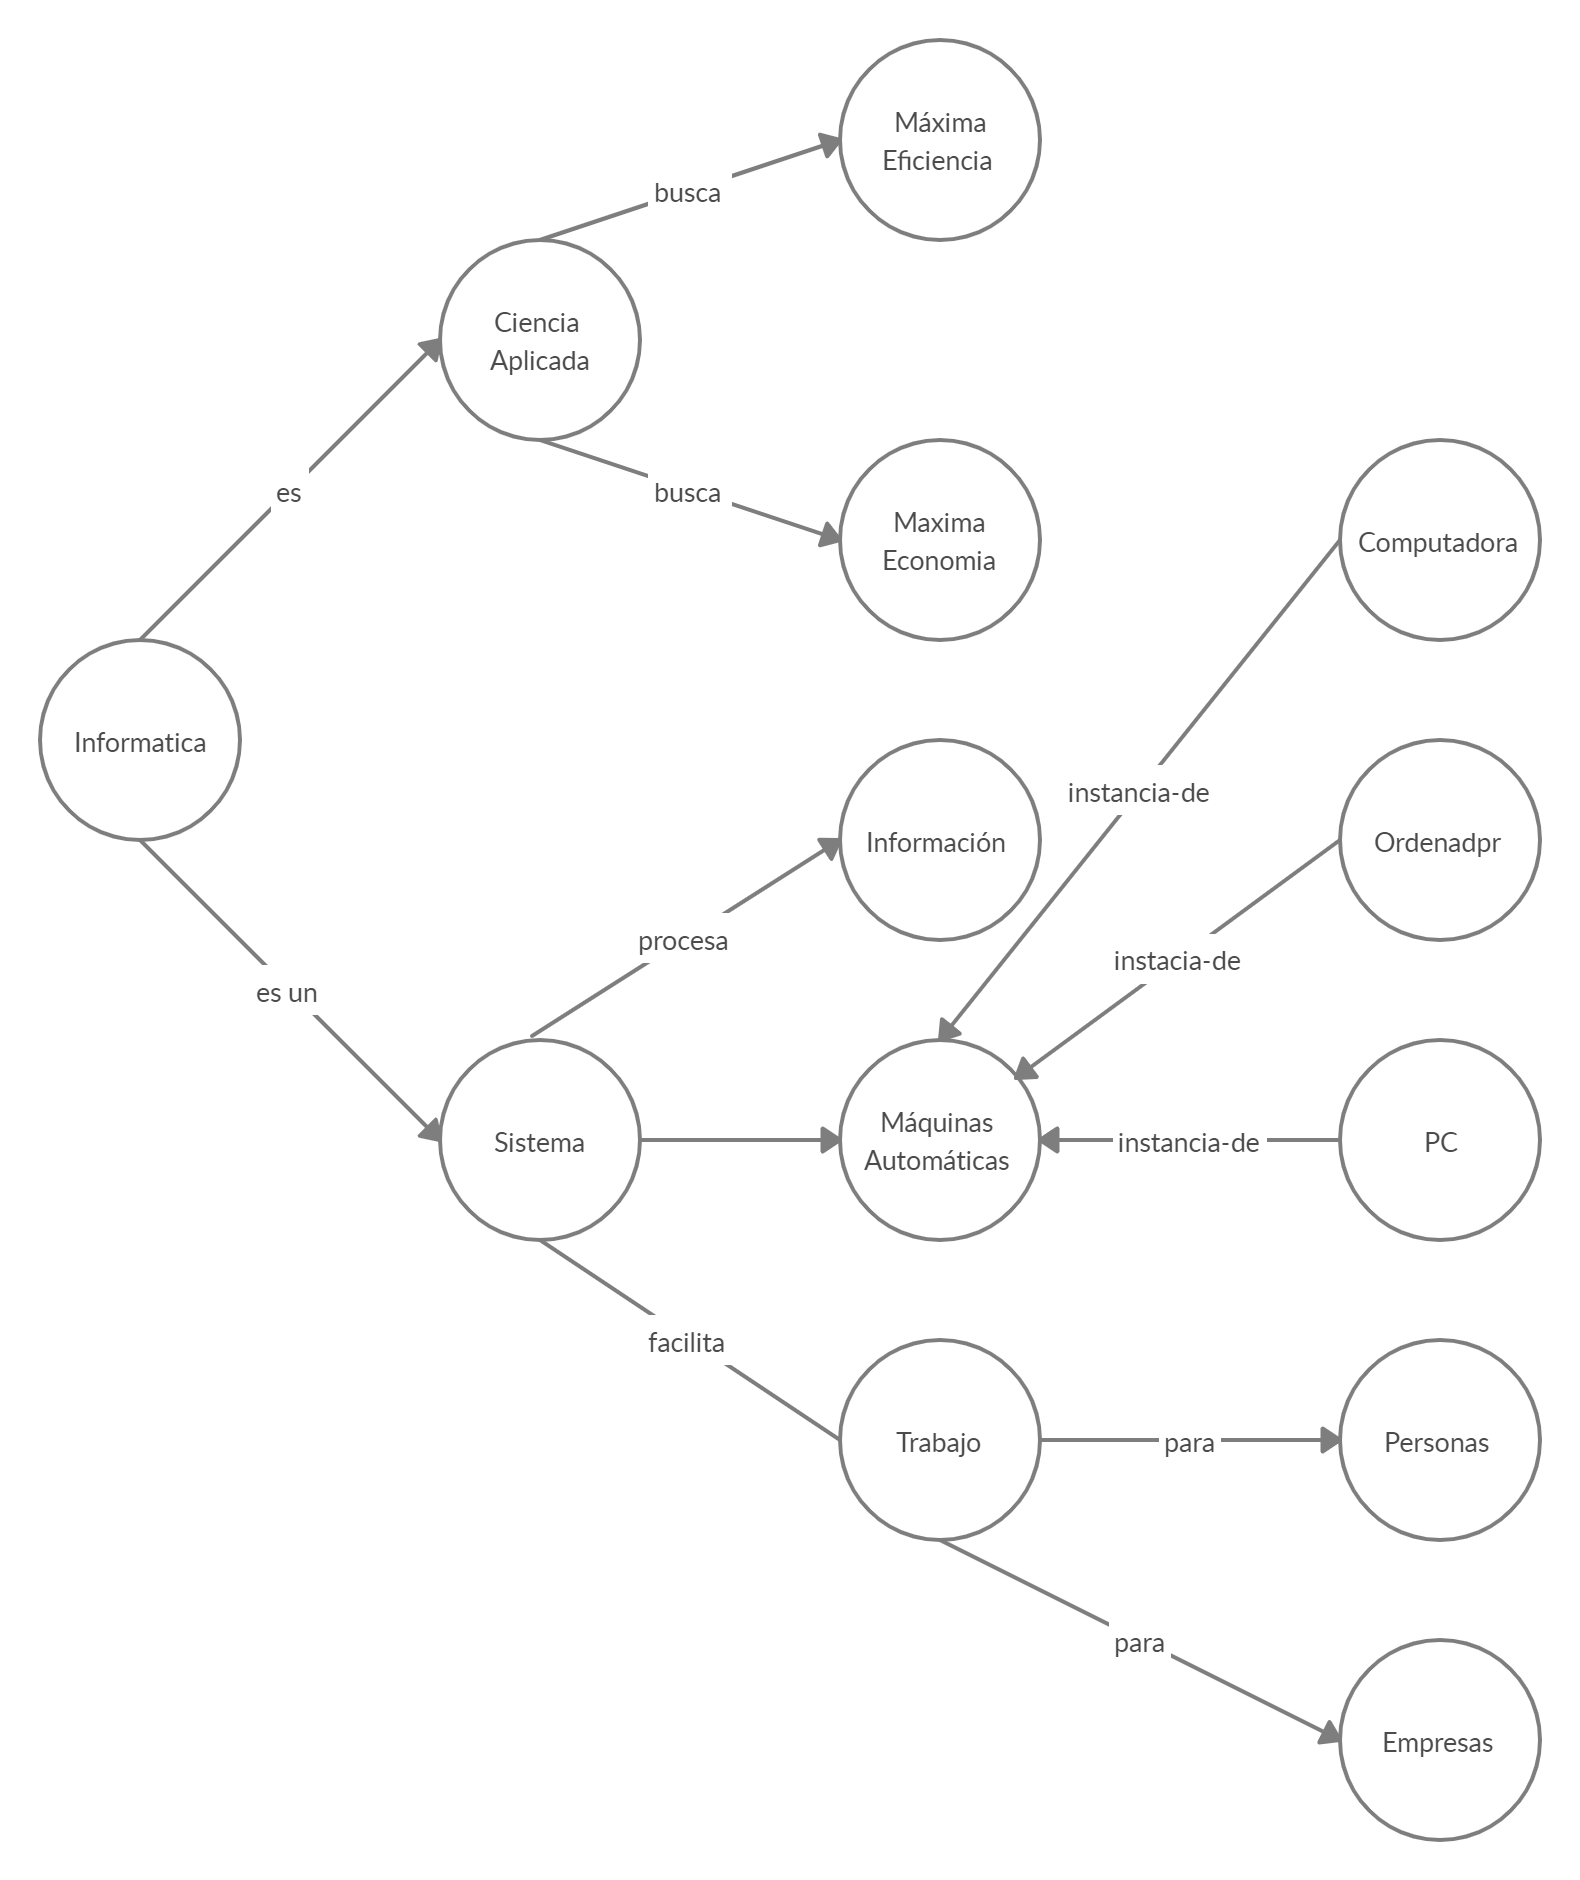 Máxima
Eficiencia
busca
Ciencia
Aplicada
es
busca
Maxima
Economia
Computadora
Informatica
instancia-de
Información
Ordenadpr
procesa
instacia-de
es un
Sistema
Máquinas
Automáticas
instancia-de
PC
facilita
Trabajo
para
Personas
para
Empresas